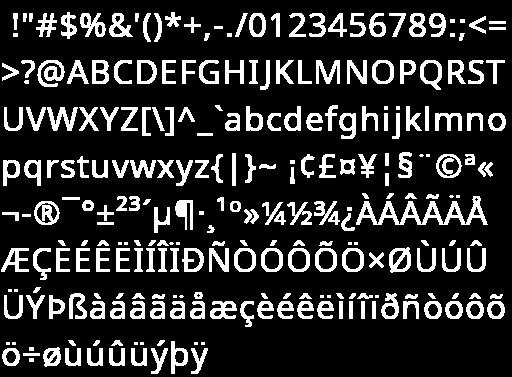 !"#$%&'()*+,-./0123456789:;<=
>?@ABCDEFGHIJKLMNOPQRST
UVWXYZ[\]^_`abcdefghijklmno
pqrstuvwxyz{|}~ ¡¢£¤¥¦§¨©ª«
¬-®¯°±²³´µ¶·¸¹º»¼½¾¿ÀÁÂÃÄÅ
ÆÇÈÉÊËÌÍÎÏÐÑÒÓÔÕÖ×ØÙÚÛ
ÜÝÞßàáâãäåæçèéêëìíîïðñòóôõ
ö÷øùúûüýþÿ